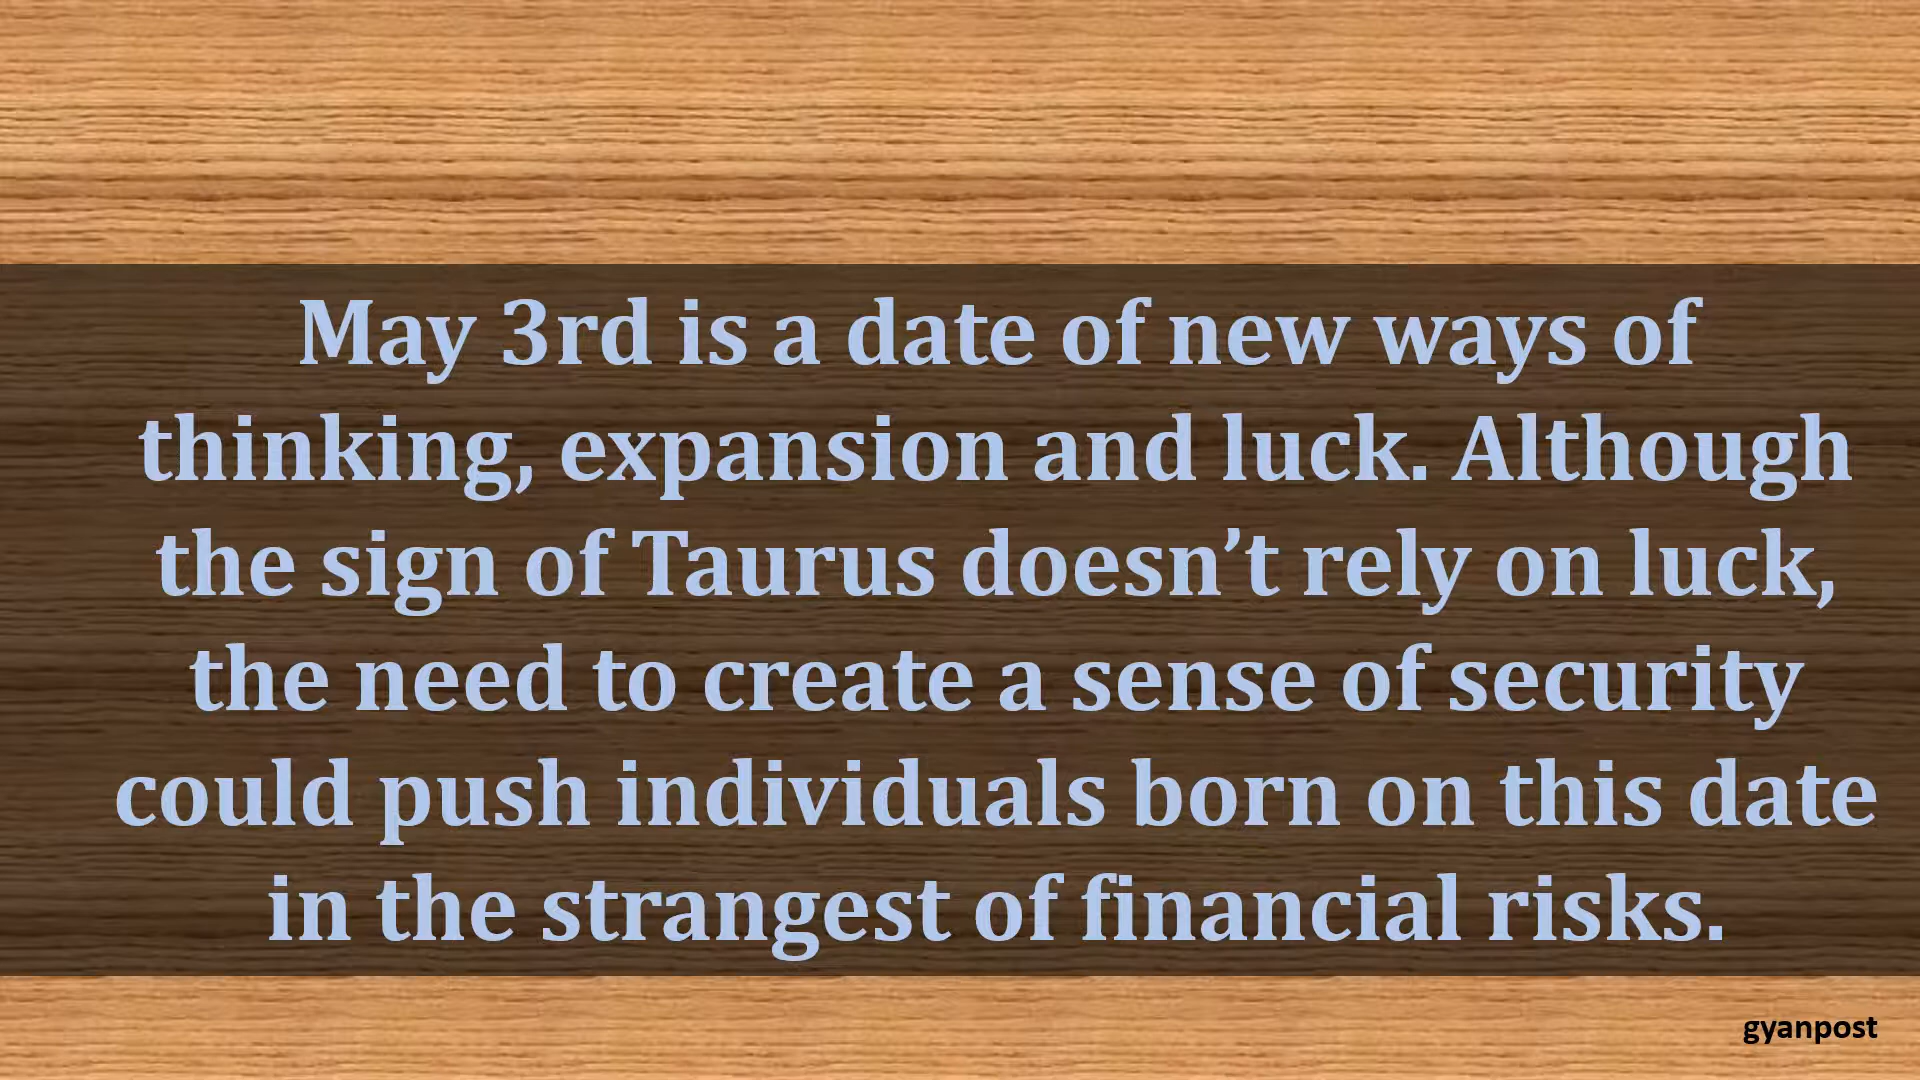 May 3rd is a date of new ways of
thinking, expansion and luck. Although
the sign of Taurus doesn’t rely on luck,
the need to create a sense of security
could push individuals born on this date
in the strangest of financial risks.
gyanpost